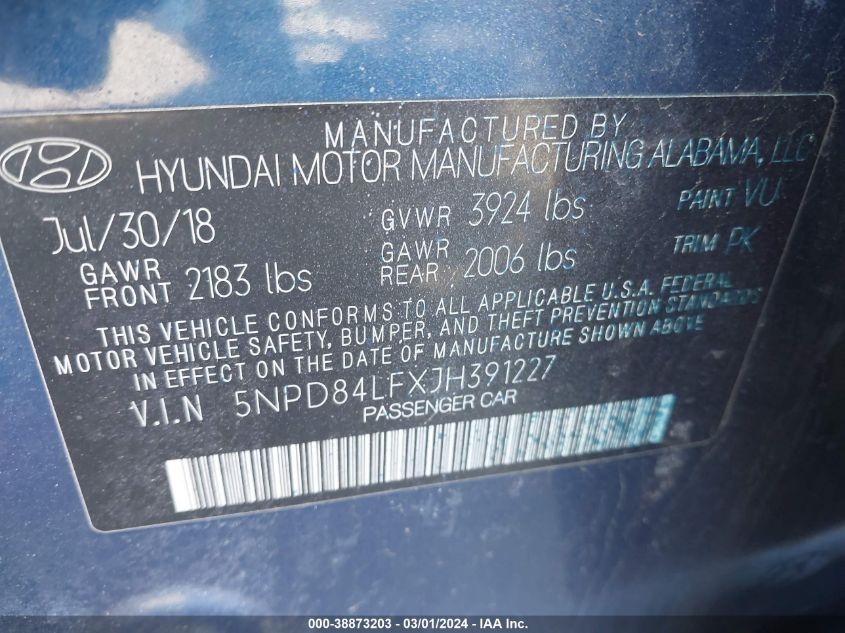 MANUFACTURED BY
HYUNDAI MOTOR MANUFACTURING ALABAMA, LLC
Jul/30/18 GVWR 3924 lbs PAINT VU
GAWR FRONT 2183 lbs GAWR REAR 2006 lbs TRIM PK
THIS VEHICLE CONFORMS TO ALL APPLICABLE U.S.A. FEDERAL
MOTOR VEHICLE SAFETY, BUMPER, AND THEFT PREVENTION STANDARDS
IN EFFECT ON THE DATE OF MANUFACTURE SHOWN ABOVE
V.I.N 5NPD84LFXJH391227
PASSENGER CAR
000-38873203 - 03/01/2024 - IAAI.COM